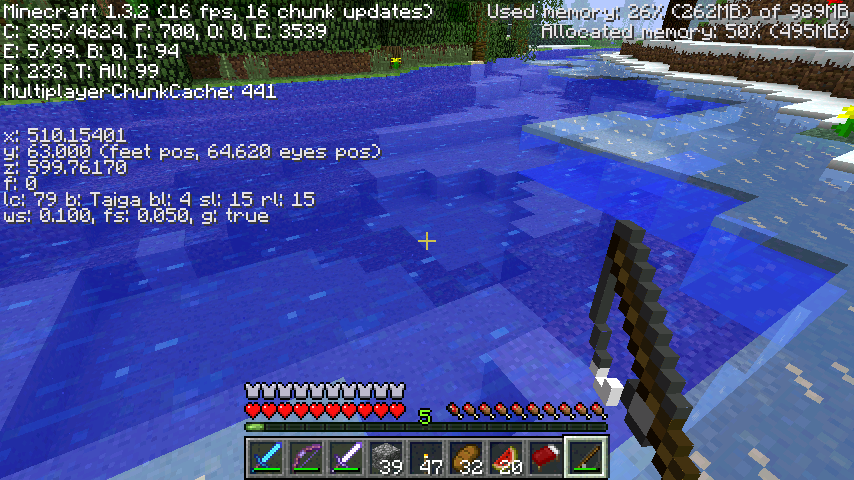 Minecraft 1.3.2 (16 fps, 16 chunk updates)
Used memory: 26% (262MB) of 989MB
C: 385/4624, F: 700, O: 0, E: 3539
Allocated memory: 50% (495MB)
E: 5/99. B: 0, I: 94
P: 233. T: All: 99
MultiplayerChunkCache: 441
x: 510.15401
y: 63.000 (feet pos, 64.620 eyes pos)
z: 599.76170
f: 0
lc: 79 b: Taiga bl: 4 sl: 15 rl: 15
ws: 0.100, fs: 0.050, g: true
5
39 47 32 20